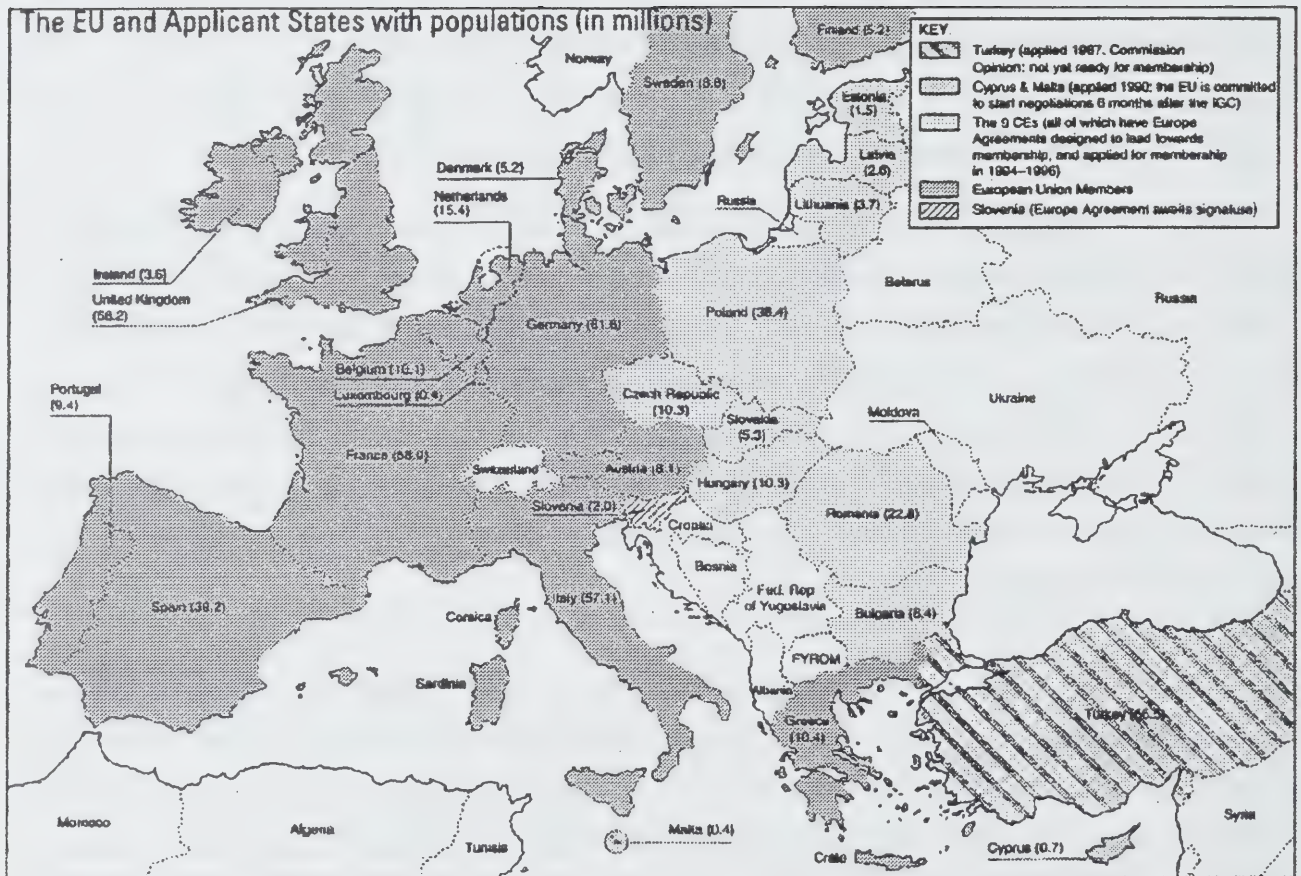 The EU and Applicant States with populations (in millions)
KEY
Turkey (applied 1987. Commission
Opinion: not yet ready for membership)
Cyprus & Malta (applied 1990: the EU is committed
to start negotiations 6 months after the IGC)
The 9 CEs (all of which have Europe
Agreements designed to lead towards
membership, and applied for membership
in 1994–1996)
European Union Members
Slovenia (Europe Agreement awaits signature)
Finland (5.2)
Norway
Sweden (8.8)
Estonia
(1.5)
Latvia
(2.6)
Lithuania (3.7)
Denmark (5.2)
Netherlands
(15.4)
Russia
Ireland (3.6)
United Kingdom
(58.2)
Belarus
Russia
Germany (81.8)
Poland (38.4)
Belgium (10.1)
Luxembourg (0.4)
Portugal
(9.4)
Czech Republic
(10.3)
Slovakia
(5.3)
Moldova
Ukraine
France
Switzerland
Austria (8.1)
Hungary (10.3)
Slovenia (2.0)
Romania (22.8)
Croatia
Bosnia
Fed. Rep
of Yugoslavia
Spain (39.2)
Italy (57.1)
Corsica
Bulgaria (8.4)
FYROM
Sardinia
Albania
Turkey
Greece
(10.4)
Morocco
Algeria
Tunisia
Malta (0.4)
Crete
Cyprus (0.7)
Syria